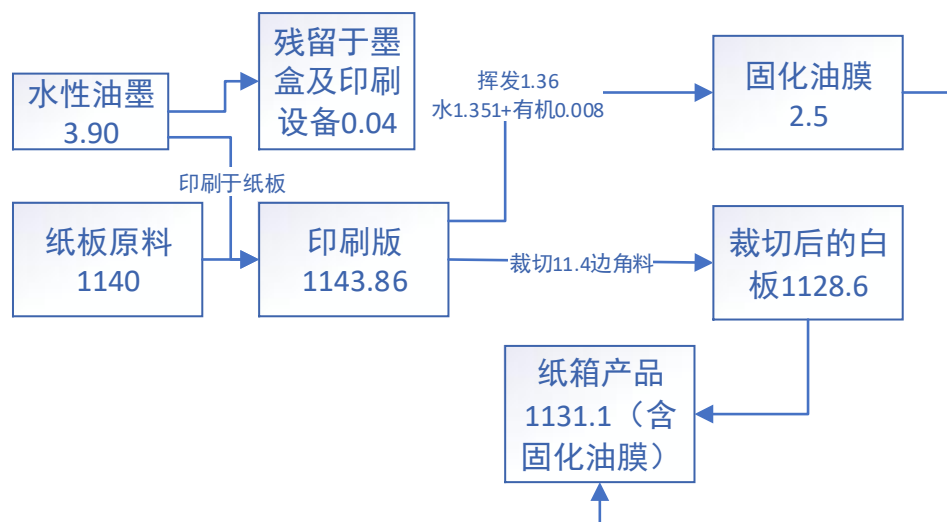 水性油墨
3.90
残留于墨
盒及印刷
设备0.04
挥发1.36
水1.351+有机0.008
固化油膜
2.5
印刷于纸板
纸板原料
1140
印刷版
1143.86
裁切11.4边角料
裁切后的白
板1128.6
纸箱产品
1131.1（含
固化油膜）